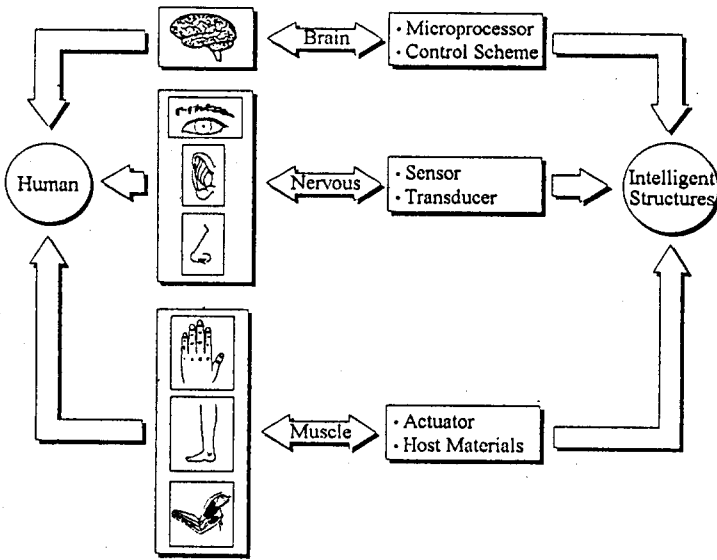 Brain
· Microprocessor
· Control Scheme
Human
Nervous
· Sensor
· Transducer
Intelligent
Structures
Muscle
· Actuator
· Host Materials